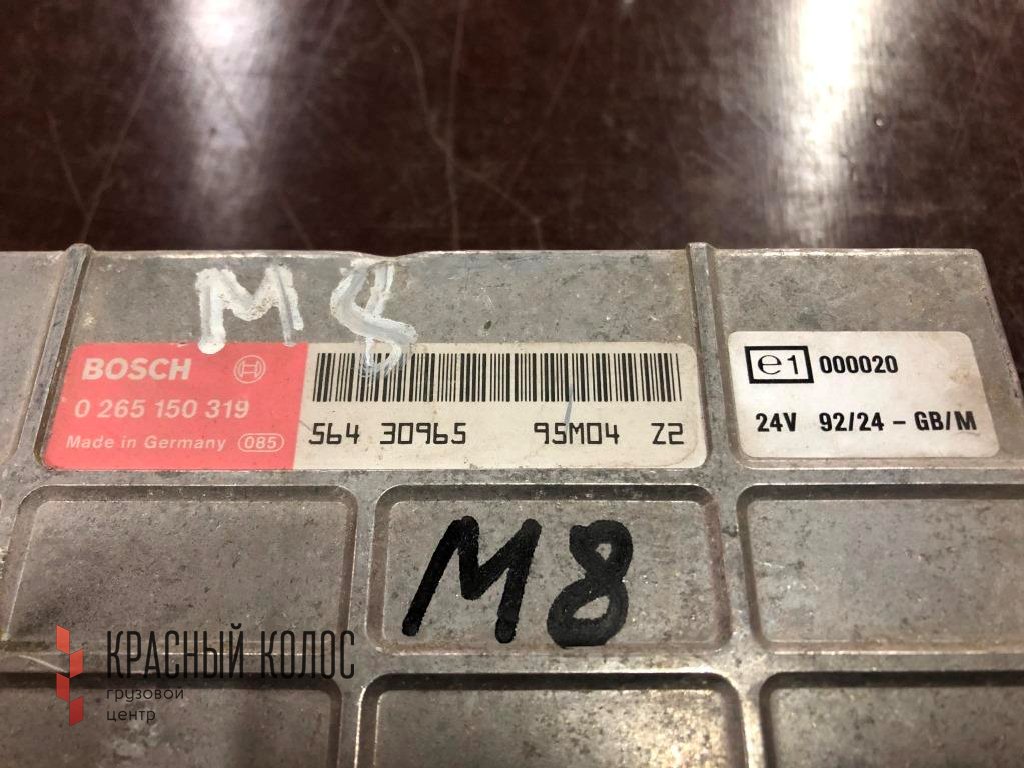 M8
BOSCH
0 265 150 319
Made in Germany 085
564 30965 95M04 Z2
e1 000020
24V 92/24 - GB/M
M8
КРАСНЫЙ КОЛОС
грузовой
центр